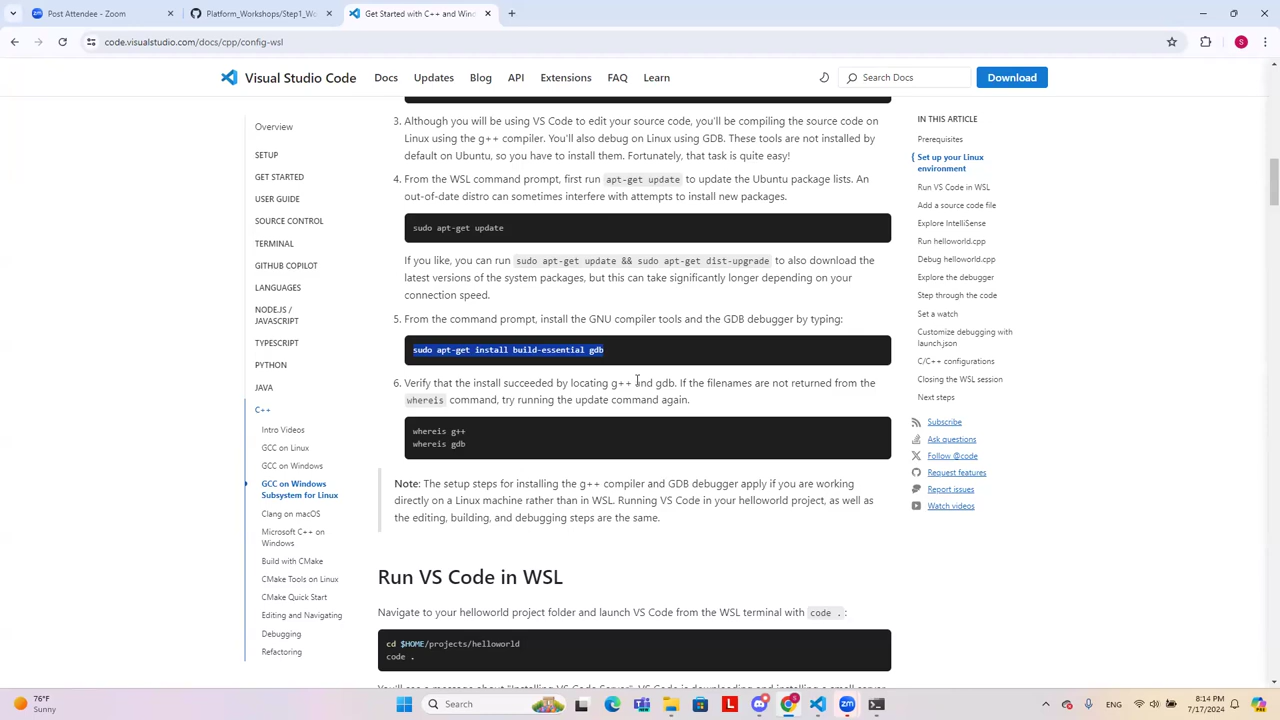 Post Attendee - Zoom
Platform_Workshops/Step1_Wo
Get Started with C++ and Windo
code.visualstudio.com/docs/cpp/config-wsl
S
Visual Studio Code
Docs
Updates
Blog
API
Extensions
FAQ
Learn
Search Docs
Download
Overview
SETUP
GET STARTED
USER GUIDE
SOURCE CONTROL
TERMINAL
GITHUB COPILOT
LANGUAGES
NODE.JS /
JAVASCRIPT
TYPESCRIPT
PYTHON
JAVA
C++
Intro Videos
GCC on Linux
GCC on Windows
GCC on Windows
Subsystem for Linux
Clang on macOS
Microsoft C++ on
Windows
Build with CMake
CMake Tools on Linux
CMake Quick Start
Editing and Navigating
Debugging
Refactoring
3. Although you will be using VS Code to edit your source code, you'll be compiling the source code on
Linux using the g++ compiler. You'll also debug on Linux using GDB. These tools are not installed by
default on Ubuntu, so you have to install them. Fortunately, that task is quite easy!
4. From the WSL command prompt, first run apt-get update to update the Ubuntu package lists. An
out-of-date distro can sometimes interfere with attempts to install new packages.
sudo apt-get update
If you like, you can run sudo apt-get update && sudo apt-get dist-upgrade to also download the
latest versions of the system packages, but this can take significantly longer depending on your
connection speed.
5. From the command prompt, install the GNU compiler tools and the GDB debugger by typing:
sudo apt-get install build-essential gdb
6. Verify that the install succeeded by locating g++ and gdb. If the filenames are not returned from the
whereis command, try running the update command again.
whereis g++
whereis gdb
Note: The setup steps for installing the g++ compiler and GDB debugger apply if you are working
directly on a Linux machine rather than in WSL. Running VS Code in your helloworld project, as well as
the editing, building, and debugging steps are the same.
Run VS Code in WSL
Navigate to your helloworld project folder and launch VS Code from the WSL terminal with code . :
cd $HOME/projects/helloworld
code .
IN THIS ARTICLE
Prerequisites
Set up your Linux
environment
Run VS Code in WSL
Add a source code file
Explore IntelliSense
Run helloworld.cpp
Debug helloworld.cpp
Explore the debugger
Step through the code
Set a watch
Customize debugging with
launch.json
C/C++ configurations
Closing the WSL session
Next steps
Subscribe
Ask questions
Follow @code
Request features
Report issues
Watch videos
76°F
Sunny
Search
ENG
5:14 PM
7/17/2024